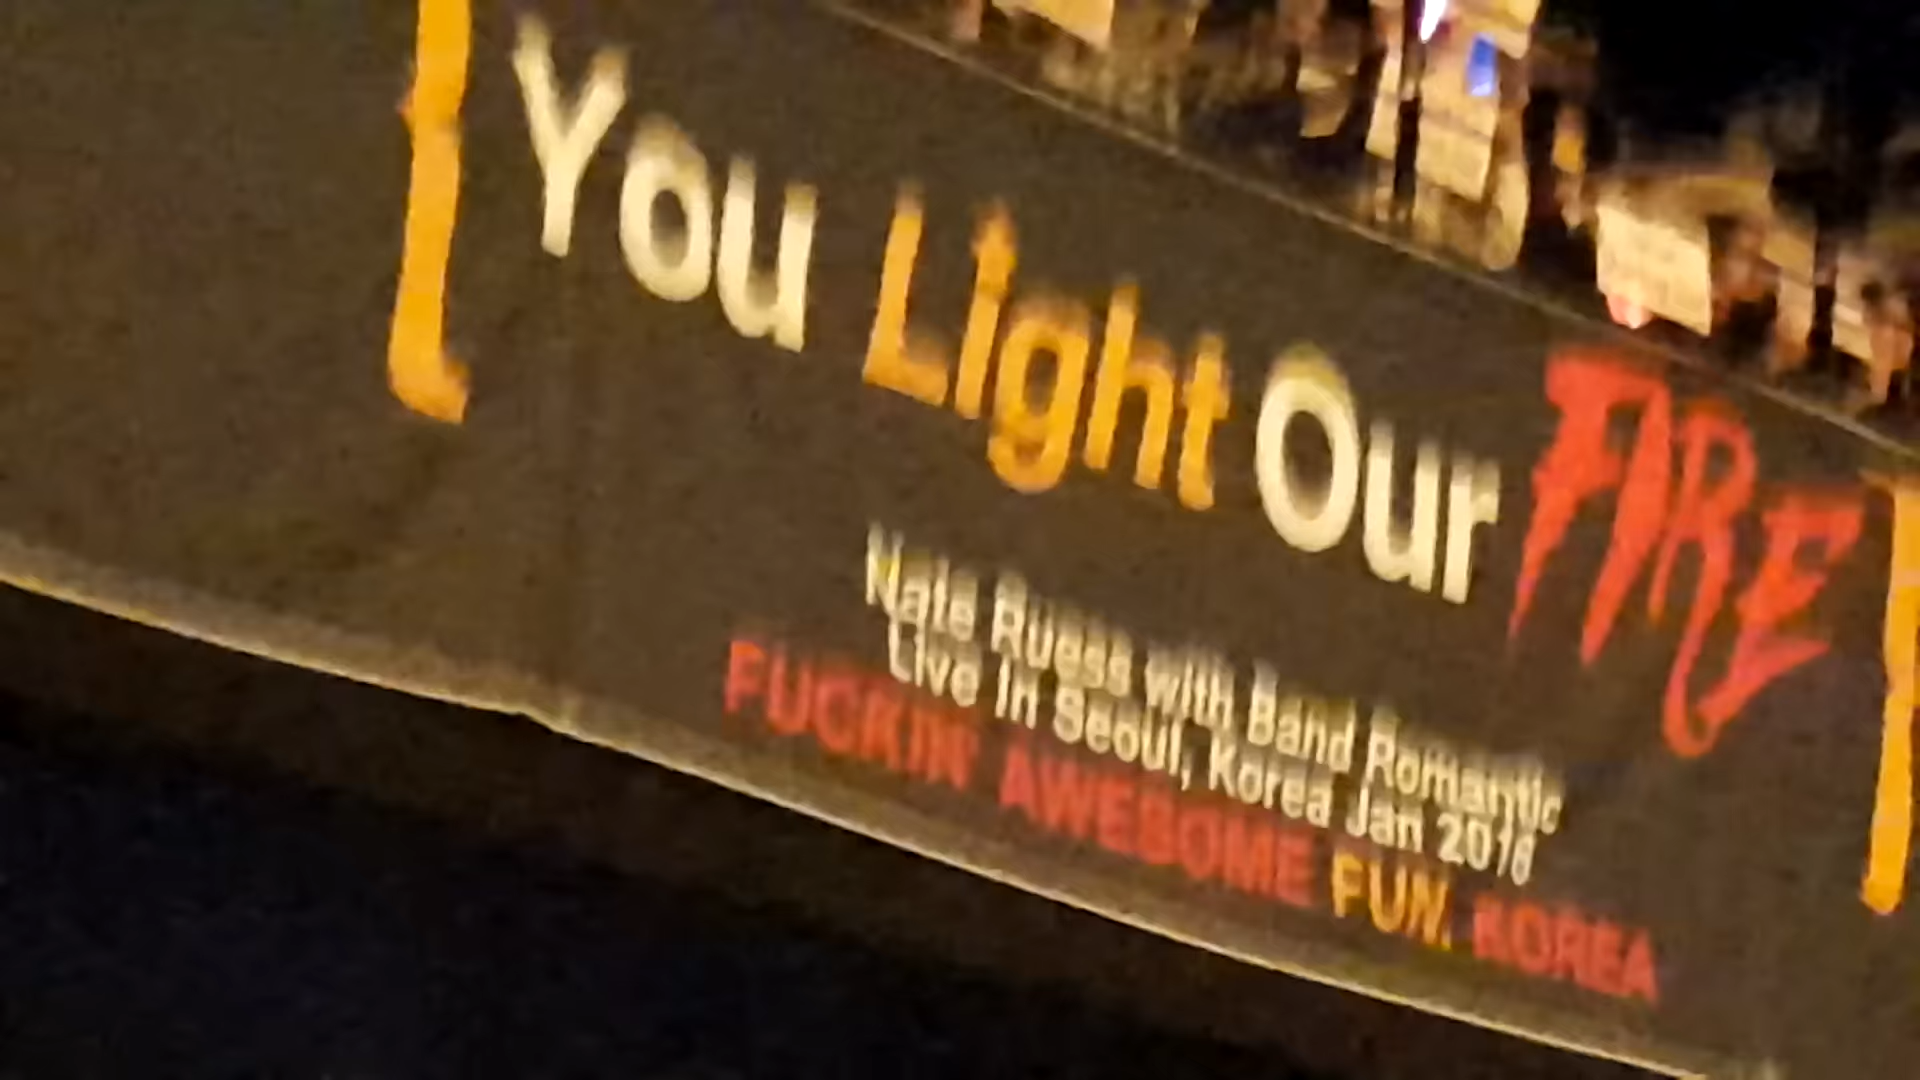 You Light Our FIRE
Nate Ruess with Band Romantic
Live In Seoul, Korea Jan 2016
FUCKIN' AWESOME FUN. KOREA